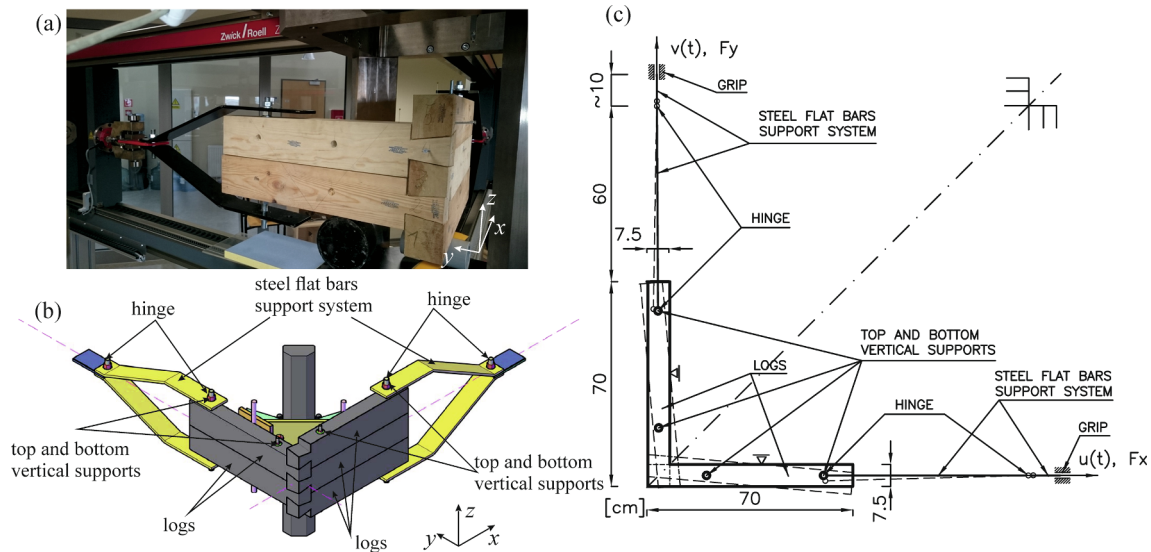 (a)
Zwick / Roell
Z
z
x
y
(b)
steel flat bars
support system
hinge
hinge
top and bottom
vertical supports
top and bottom
vertical supports
logs
logs
z
y
x
(c)
v(t), Fy
~10
GRIP
STEEL FLAT BARS
SUPPORT SYSTEM
60
HINGE
7.5
TOP AND BOTTOM
VERTICAL SUPPORTS
LOGS
70
STEEL FLAT BARS
SUPPORT SYSTEM
HINGE
GRIP
u(t), Fx
[cm]
70
7.5